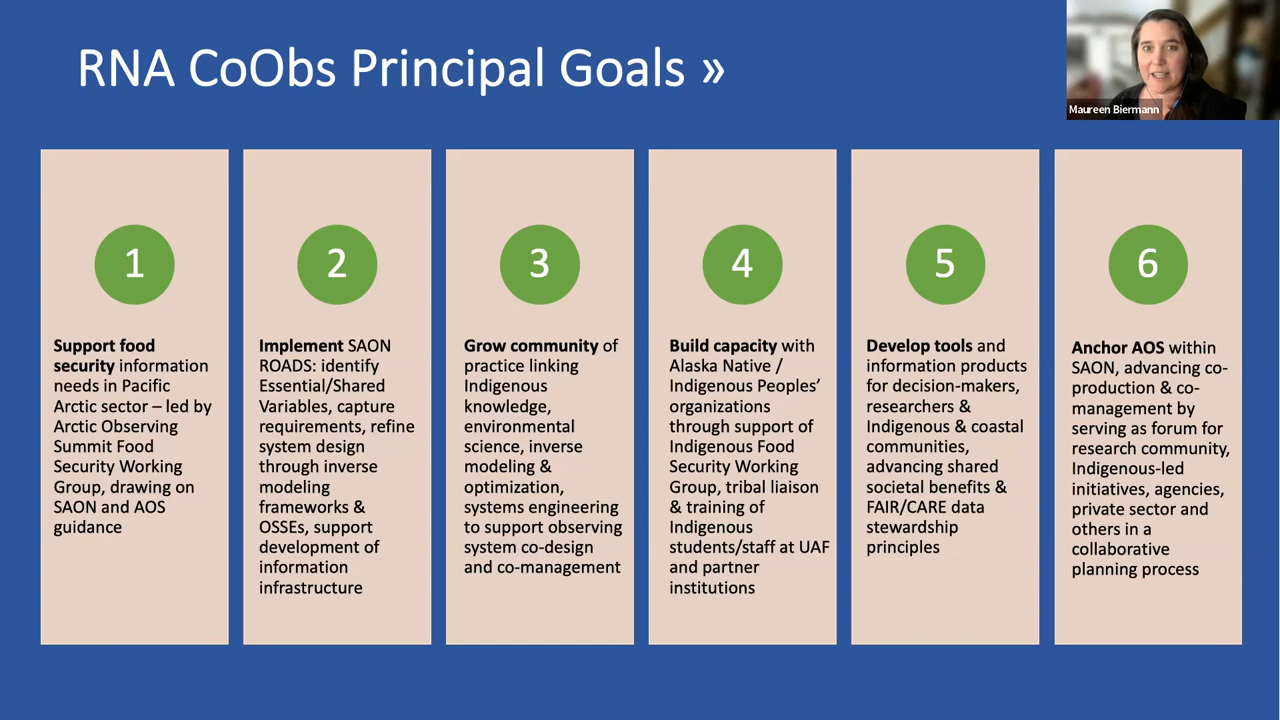 RNA CoObs Principal Goals »
Maureen Biermann
1
Support food
security information
needs in Pacific
Arctic sector – led by
Arctic Observing
Summit Food
Security Working
Group, drawing on
SAON and AOS
guidance
2
Implement SAON
ROADS: identify
Essential/Shared
Variables, capture
requirements, refine
system design
through inverse
modeling
frameworks &
OSSEs, support
development of
information
infrastructure
3
Grow community of
practice linking
Indigenous
knowledge,
environmental
science, inverse
modeling &
optimization,
systems engineering
to support observing
system co-design
and co-management
4
Build capacity with
Alaska Native /
Indigenous Peoples’
organizations
through support of
Indigenous Food
Security Working
Group, tribal liaison
& training of
Indigenous
students/staff at UAF
and partner
institutions
5
Develop tools and
information products
for decision-makers,
researchers &
Indigenous & coastal
communities,
advancing shared
societal benefits &
FAIR/CARE data
stewardship
principles
6
Anchor AOS within
SAON, advancing co-
production & co-
management by
serving as forum for
research community,
Indigenous-led
initiatives, agencies,
private sector and
others in a
collaborative
planning process